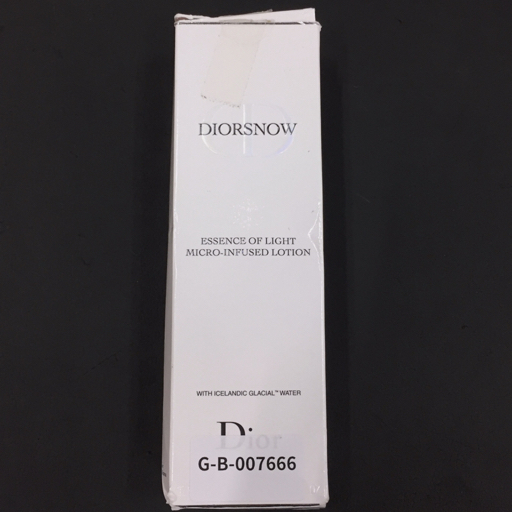 DIORSNOW
ESSENCE OF LIGHT
MICRO-INFUSED LOTION
WITH ICELANDIC GLACIAL™ WATER
Dior
G-B-007666